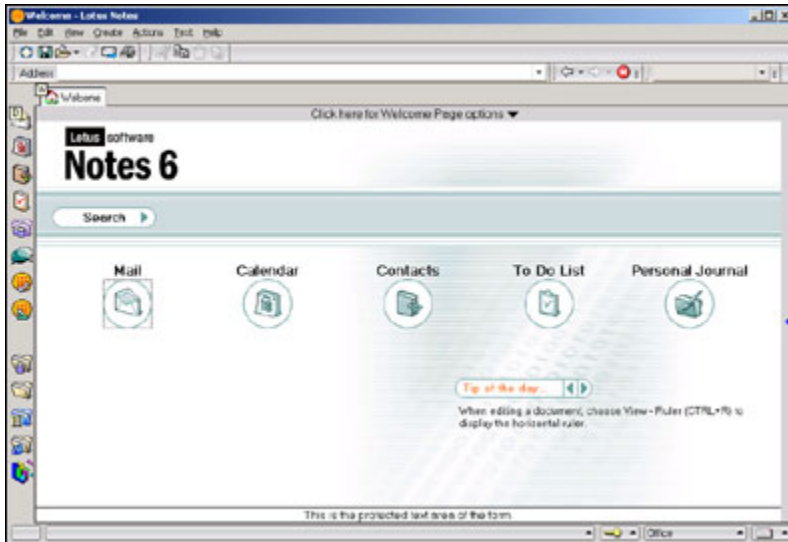 Welcome - Lotus Notes
File Edit View Create Actions Text Help
Address
Welcome
Click here for Welcome Page options
Lotus software
Notes 6
Search
Mail Calendar Contacts To Do List Personal Journal
Tip of the day...
When editing a document, choose View - Ruler (CTRL+R) to
display the horizontal ruler.
This is the protected text area of the form.
Office